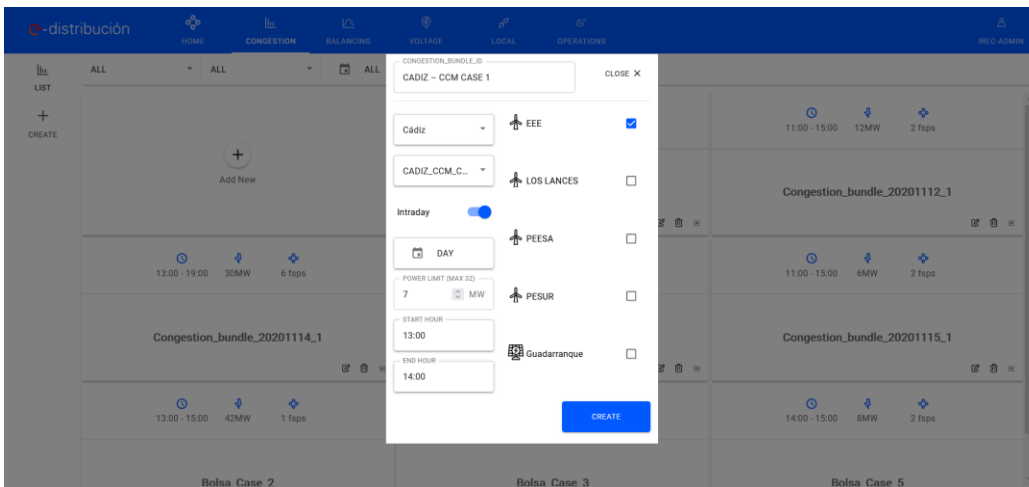 e-distribución
HOME
CONGESTION
BALANCING
VOLTAGE
LOCAL
OPERATIONS
IREC-ADMIN
LIST
CREATE
ALL
ALL
ALL
Add New
11:00 - 15:00 12MW 2 fsps
Congestion_bundle_20201112_1
13:00 - 19:00 30MW 6 fsps
Congestion_bundle_20201114_1
11:00 - 15:00 6MW 2 fsps
Congestion_bundle_20201115_1
13:00 - 15:00 42MW 1 fsps
14:00 - 15:00 8MW 2 fsps
Bolsa Case 2
Bolsa Case 3
Bolsa Case 5
CONGESTION_BUNDLE_ID
CADIZ – CCM CASE 1
CLOSE X
Cádiz
CADIZ_CCM_C...
Intraday
DAY
POWER LIMIT (MAX 32)
7 MW
START HOUR
13:00
END HOUR
14:00
EEE
LOS LANCES
PEESA
PESUR
Guadarranque
CREATE